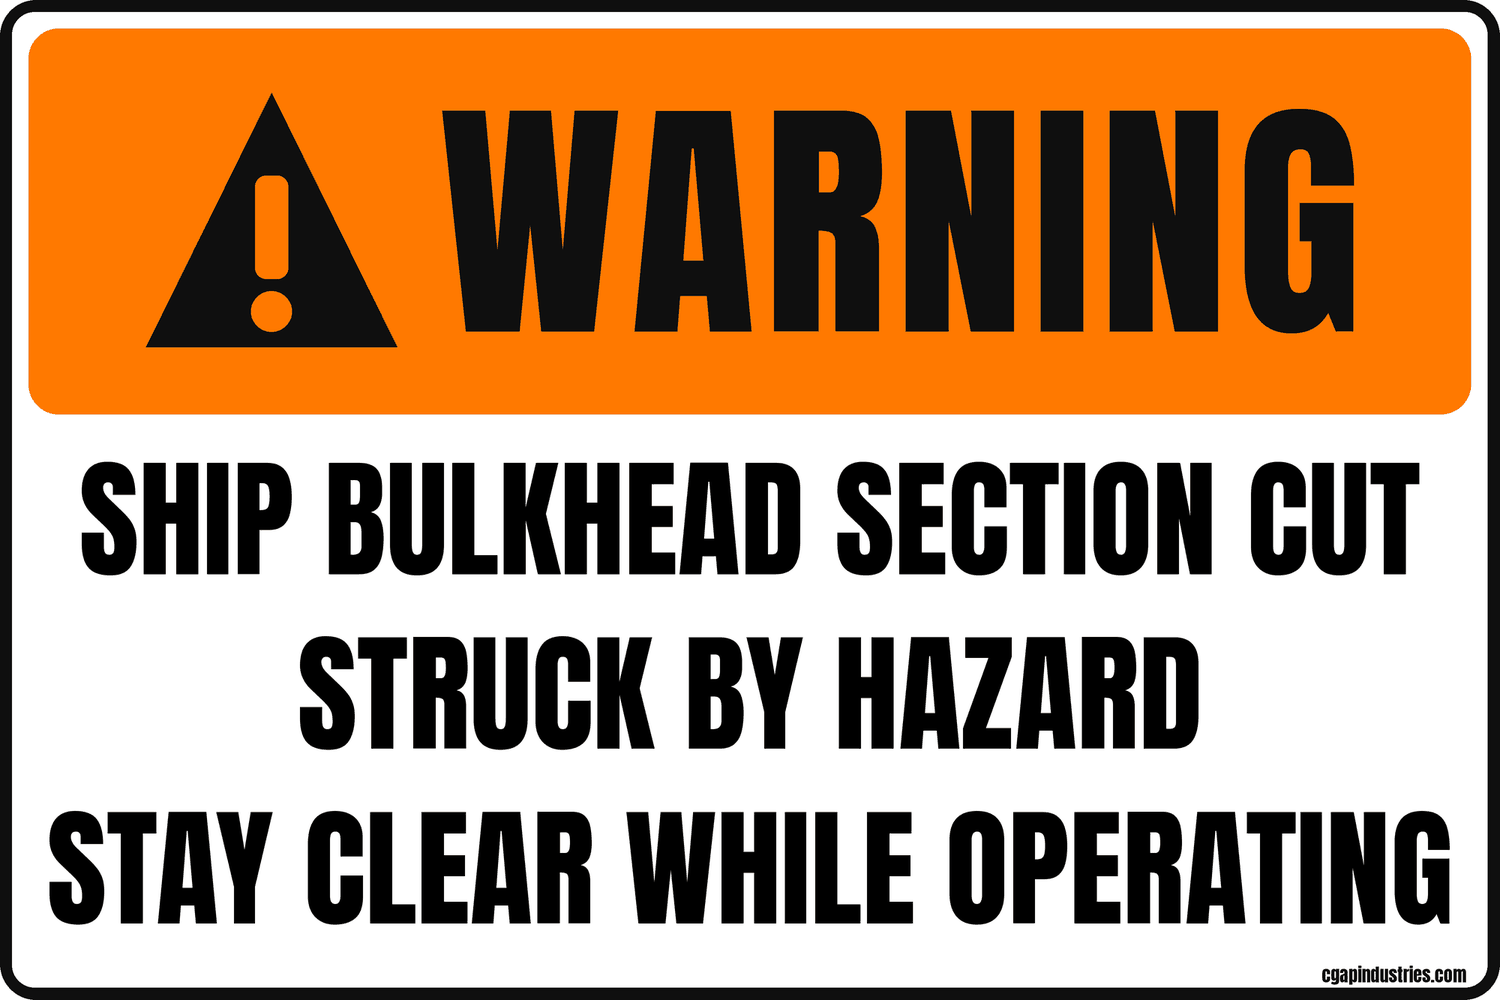 WARNING
SHIP BULKHEAD SECTION CUT
STRUCK BY HAZARD
STAY CLEAR WHILE OPERATING
cgapindustries.com